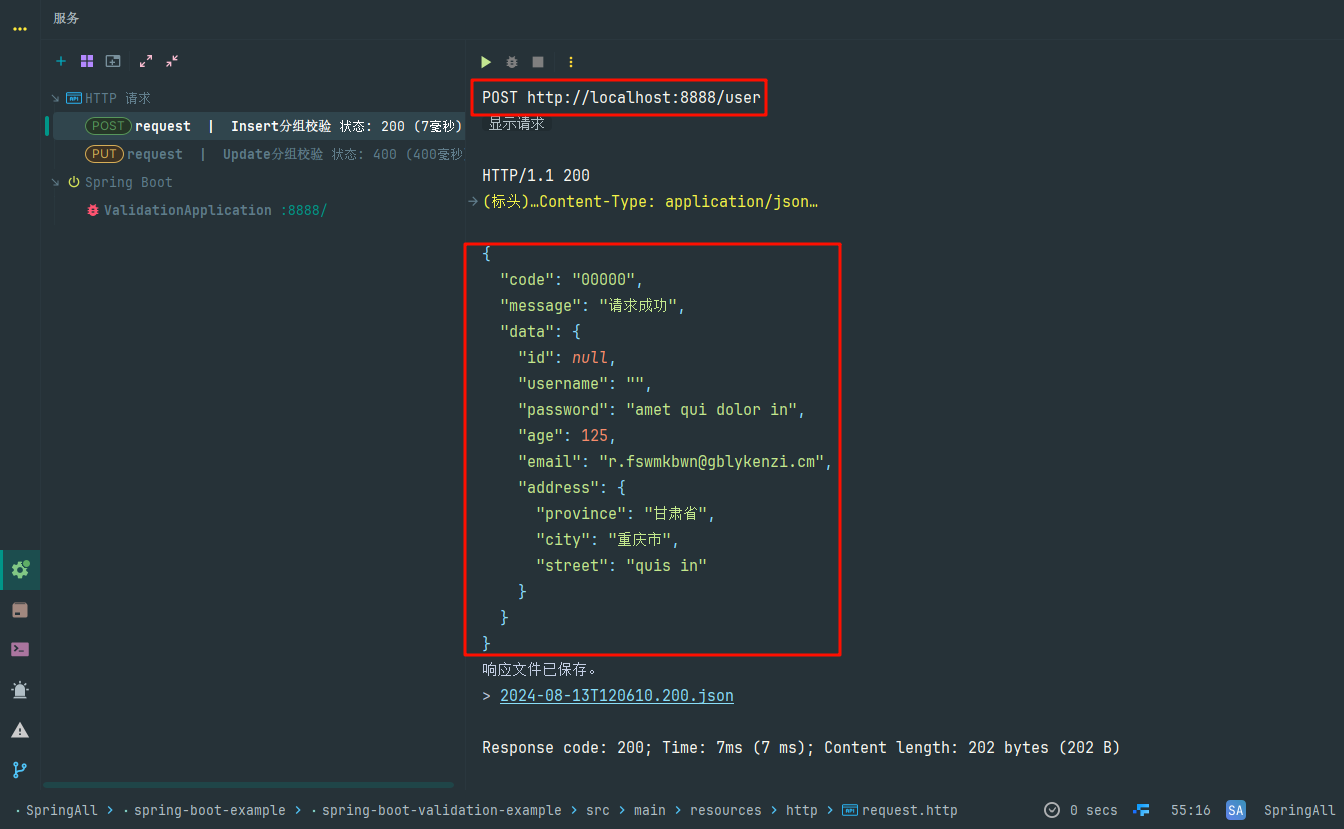 服务
HTTP 请求
POST request | Insert分组校验 状态: 200 (7毫秒)
PUT request | Update分组校验 状态: 400 (400毫秒
Spring Boot
ValidationApplication :8888/
POST http://localhost:8888/user
显示请求
HTTP/1.1 200
(标头)…Content-Type: application/json…
{
"code": "00000",
"message": "请求成功",
"data": {
"id": null,
"username": "",
"password": "amet qui dolor in",
"age": 125,
"email": "r.fswmkbwn@gblykenzi.cm",
"address": {
"province": "甘肃省",
"city": "重庆市",
"street": "quis in"
}
}
}
响应文件已保存。
> 2024-08-13T120610.200.json
Response code: 200; Time: 7ms (7 ms); Content length: 202 bytes (202 B)
SpringAll > spring-boot-example > spring-boot-validation-example > src > main > resources > http > API request.http 0 secs 55:16 SA SpringAll